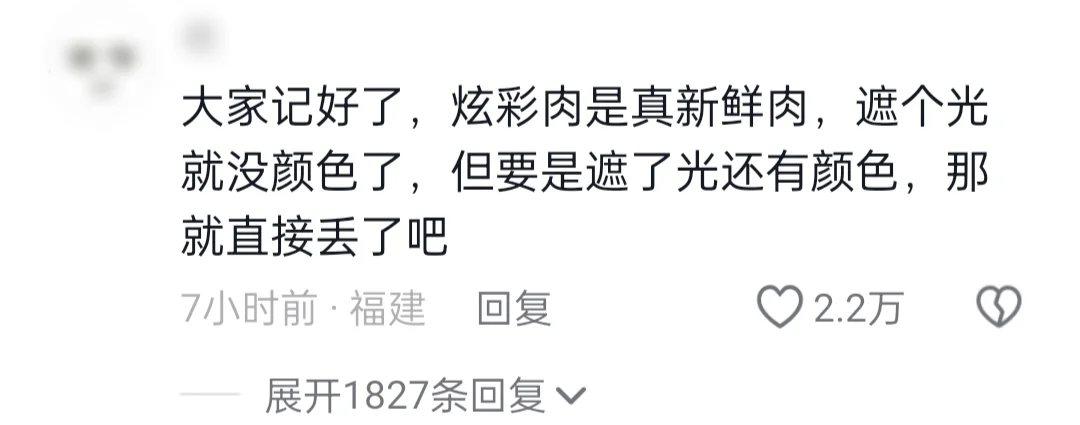 大家记好了，炫彩肉是真新鲜肉，遮个光
就没颜色了，但要是遮了光还有颜色，那
就直接丢了吧
7小时前 · 福建 回复 2.2万
展开1827条回复